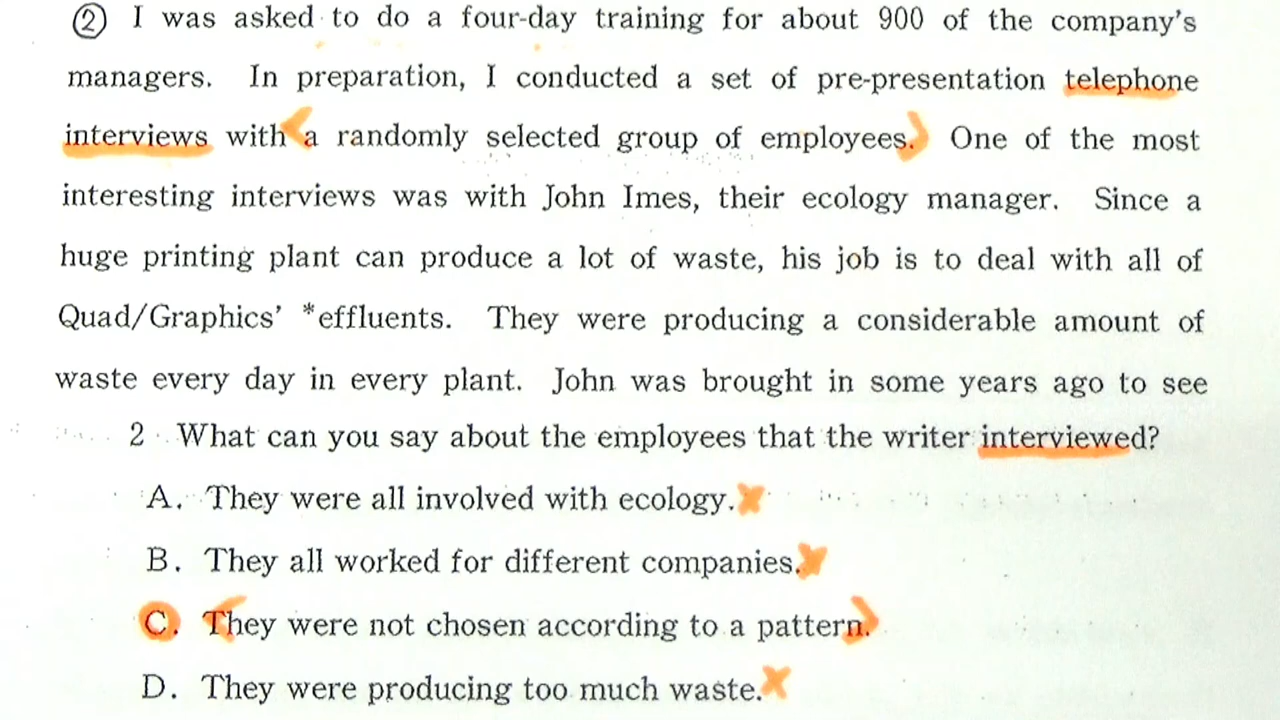 ② I was asked to do a four-day training for about 900 of the company's
managers. In preparation, I conducted a set of pre-presentation telephone
interviews with a randomly selected group of employees. One of the most
interesting interviews was with John Imes, their ecology manager. Since a
huge printing plant can produce a lot of waste, his job is to deal with all of
Quad/Graphics' *effluents. They were producing a considerable amount of
waste every day in every plant. John was brought in some years ago to see
2 What can you say about the employees that the writer interviewed?
A. They were all involved with ecology.
B. They all worked for different companies.
C. They were not chosen according to a pattern.
D. They were producing too much waste.